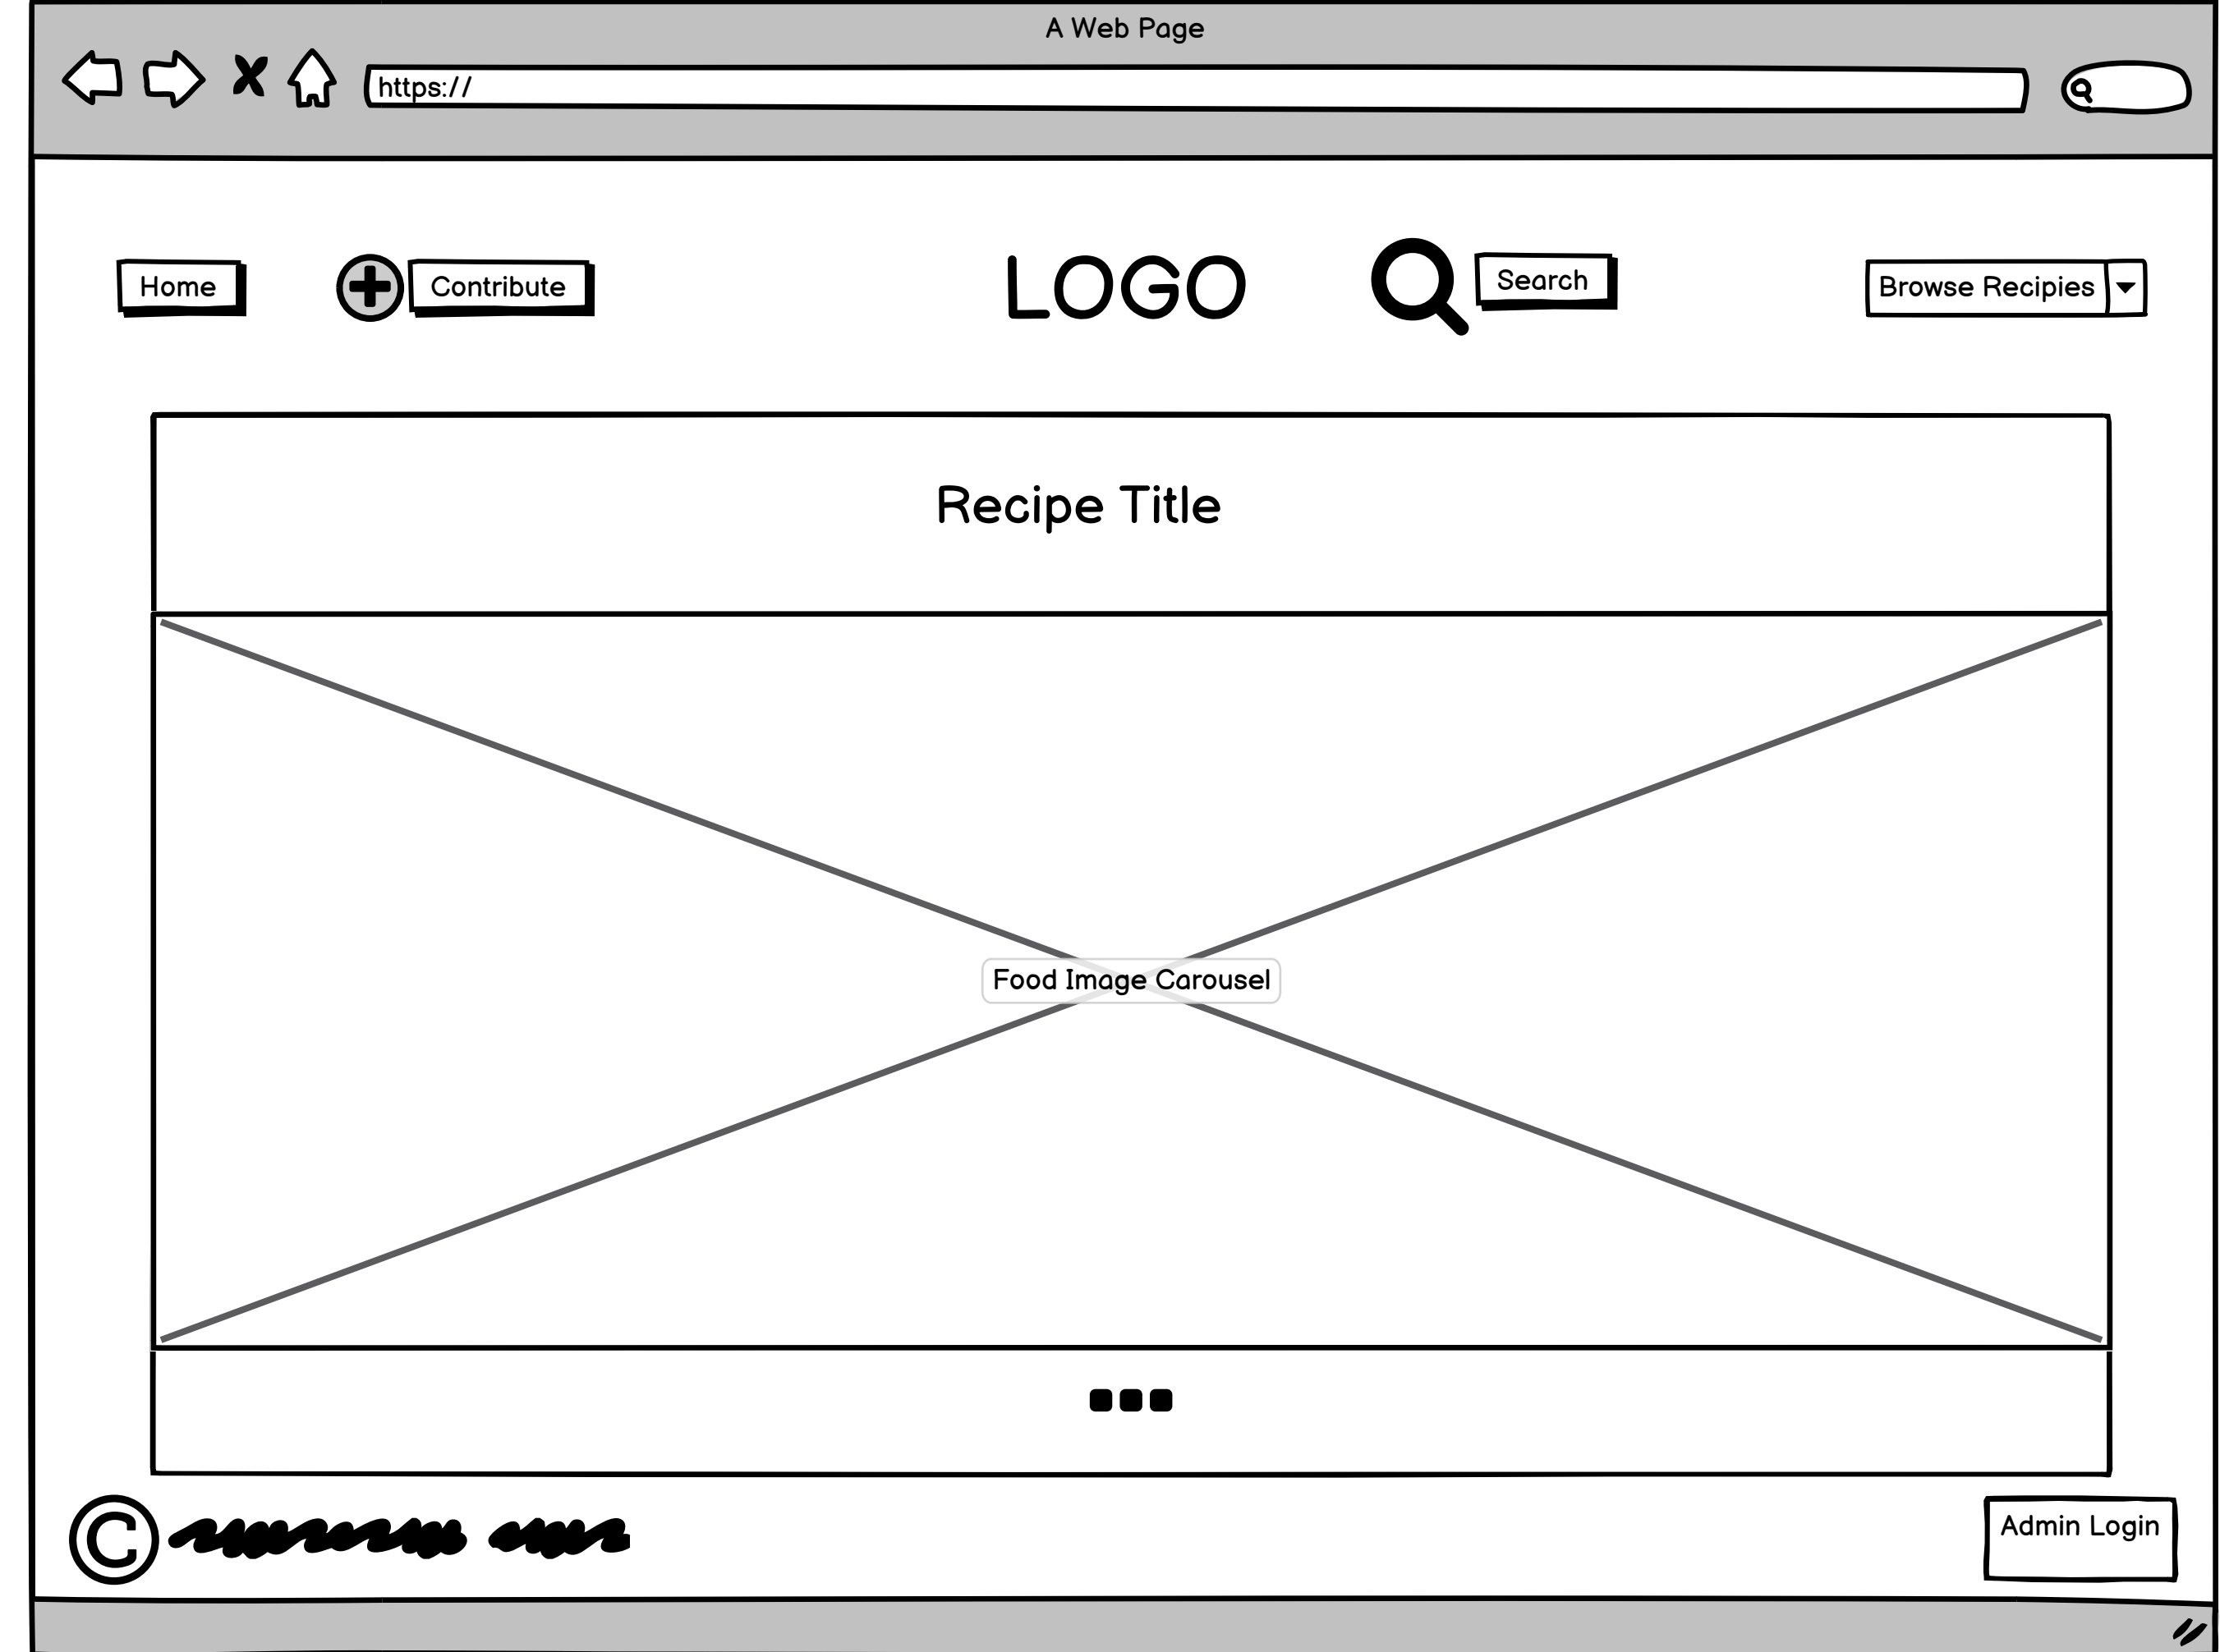 A Web Page
https://
Home
Contribute
LOGO
Search
Browse Recipies
Recipe Title
Food Image Carousel
©
Admin Login